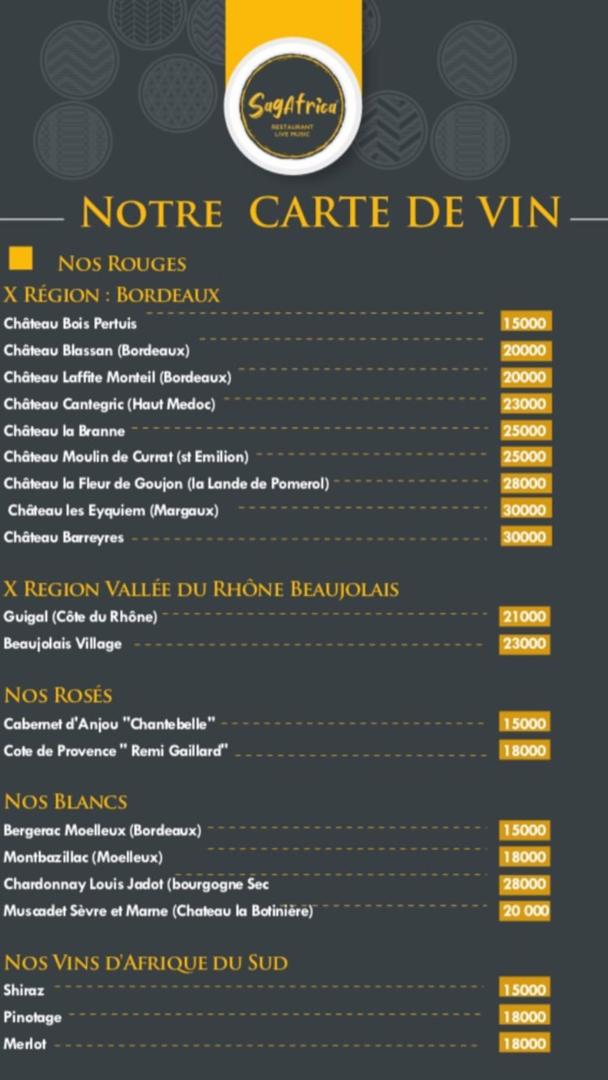 SagAfrica
RESTAURANT
LIVE MUSIC
NOTRE CARTE DE VIN
NOS ROUGES
X RÉGION : BORDEAUX
Château Bois Pertuis 15000
Château Blassan (Bordeaux) 20000
Château Laffite Monteil (Bordeaux) 20000
Château Cantegric (Haut Medoc) 23000
Château la Branne 25000
Château Moulin de Currat (st Emilion) 25000
Château la Fleur de Goujon (la Lande de Pomerol) 28000
Château les Eyquiem (Margaux) 30000
Château Barreyres 30000
X REGION VALLÉE DU RHÔNE BEAUJOLAIS
Guigal (Côte du Rhône) 21000
Beaujolais Village 23000
NOS ROSÉS
Cabernet d'Anjou "Chantebelle" 15000
Cote de Provence " Remi Gaillard" 18000
NOS BLANCS
Bergerac Moelleux (Bordeaux) 15000
Montbazillac (Moelleux) 18000
Chardonnay Louis Jadot (bourgogne Sec 28000
Muscadet Sèvre et Marne (Chateau la Botinière) 20 000
NOS VINS D'AFRIQUE DU SUD
Shiraz 15000
Pinotage 18000
Merlot 18000